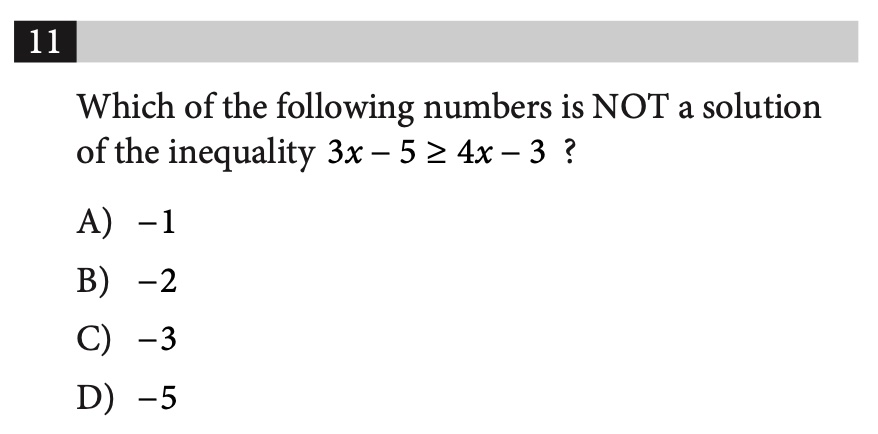 11
Which of the following numbers is NOT a solution
of the inequality 3x – 5 ≥ 4x – 3 ?
A) –1
B) –2
C) –3
D) –5